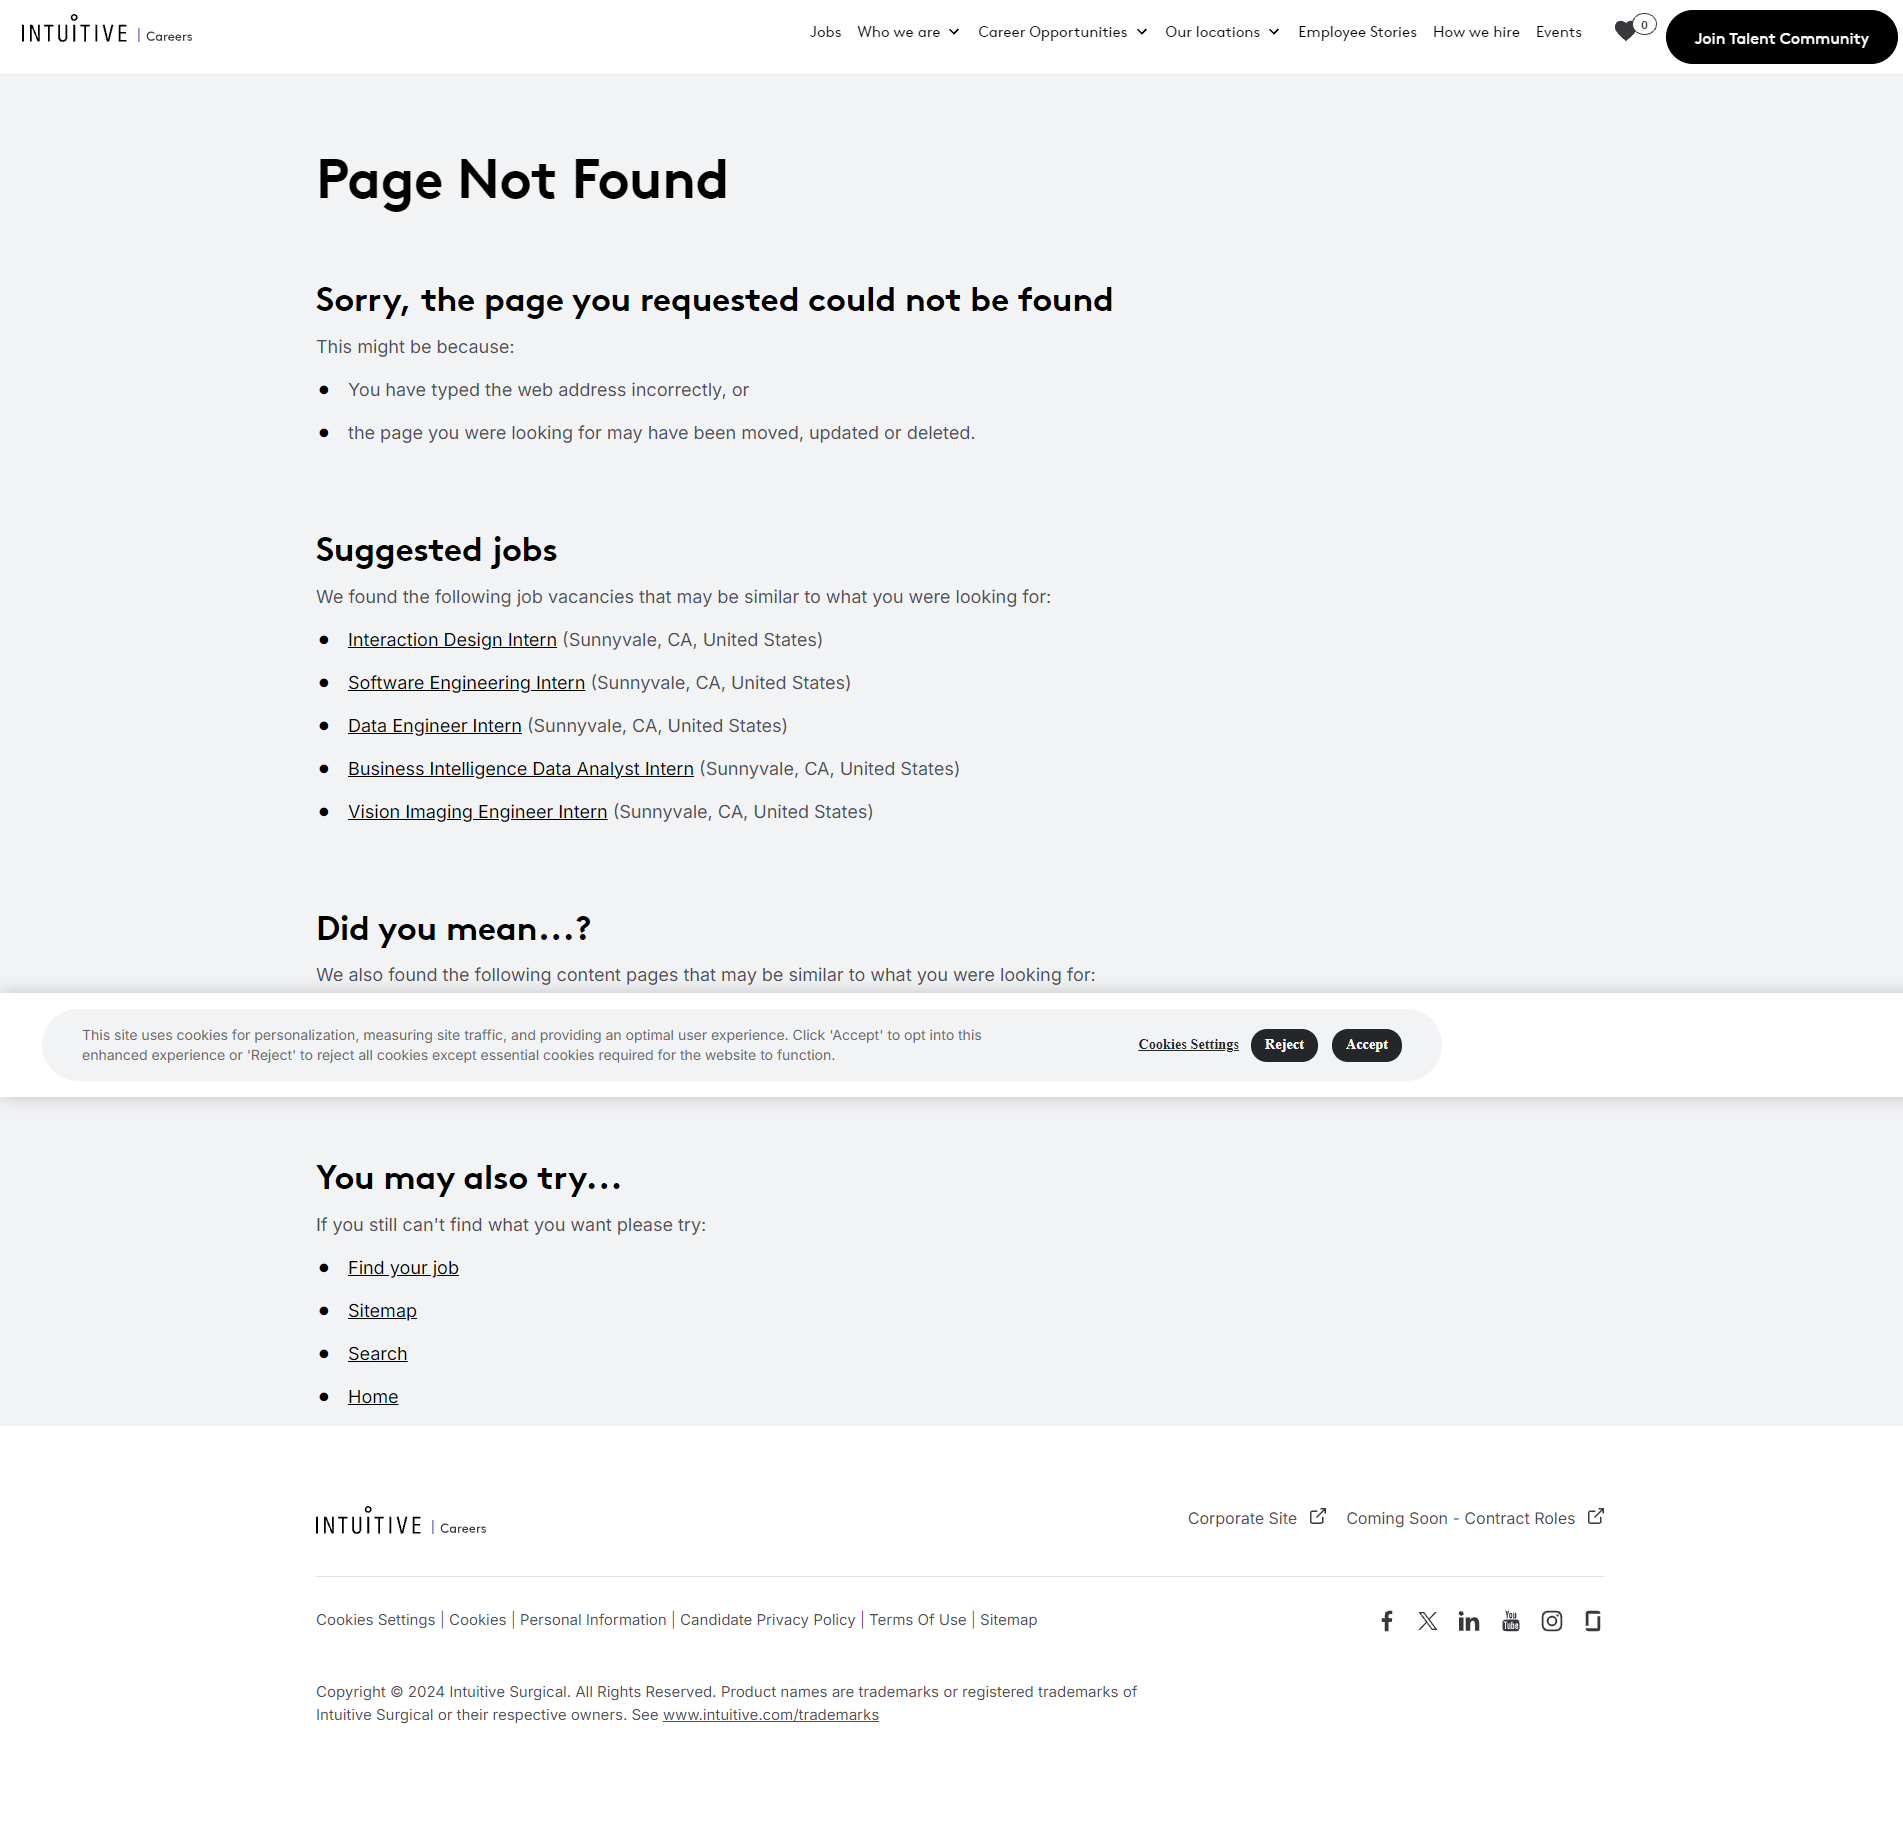 INTUITIVE | Careers
Jobs Who we are Career Opportunities Our locations Employee Stories How we hire Events 0 Join Talent Community
Page Not Found
Sorry, the page you requested could not be found
This might be because:
You have typed the web address incorrectly, or
the page you were looking for may have been moved, updated or deleted.
Suggested jobs
We found the following job vacancies that may be similar to what you were looking for:
Interaction Design Intern (Sunnyvale, CA, United States)
Software Engineering Intern (Sunnyvale, CA, United States)
Data Engineer Intern (Sunnyvale, CA, United States)
Business Intelligence Data Analyst Intern (Sunnyvale, CA, United States)
Vision Imaging Engineer Intern (Sunnyvale, CA, United States)
Did you mean...?
We also found the following content pages that may be similar to what you were looking for:
This site uses cookies for personalization, measuring site traffic, and providing an optimal user experience. Click 'Accept' to opt into this
enhanced experience or 'Reject' to reject all cookies except essential cookies required for the website to function.
Cookies Settings Reject Accept
You may also try...
If you still can't find what you want please try:
Find your job
Sitemap
Search
Home
INTUITIVE | Careers
Corporate Site Coming Soon - Contract Roles
Cookies Settings | Cookies | Personal Information | Candidate Privacy Policy | Terms Of Use | Sitemap
You Tube
Copyright © 2024 Intuitive Surgical. All Rights Reserved. Product names are trademarks or registered trademarks of
Intuitive Surgical or their respective owners. See www.intuitive.com/trademarks